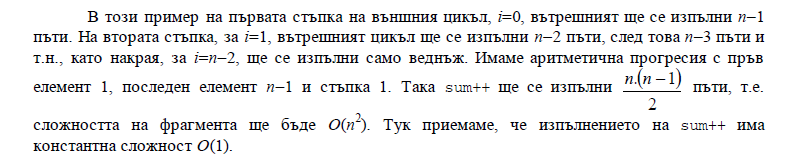 В този пример на първата стъпка на външния цикъл, i=0, вътрешният ще се изпълни n−1
пъти. На втората стъпка, за i=1, вътрешният цикъл ще се изпълни n−2 пъти, след това n−3 пъти и
т.н., като накрая, за i=n−2, ще се изпълни само веднъж. Имаме аритметична прогресия с пръв
елемент 1, последен елемент n−1 и стъпка 1. Така sum++ ще се изпълни n.(n−1)/2 пъти, т.е.
сложността на фрагмента ще бъде O(n²). Тук приемаме, че изпълнението на sum++ има
константна сложност O(1).